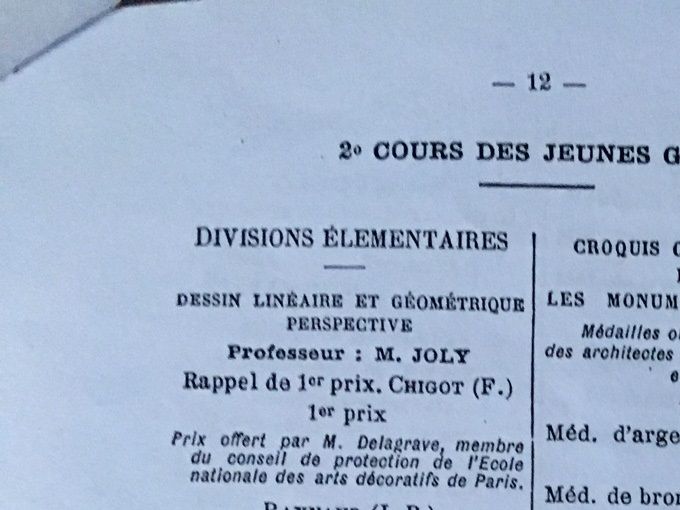 — 12 —
2º COURS DES JEUNES G
DIVISIONS ÉLEMENTAIRES
DESSIN LINÉAIRE ET GÉOMÉTRIQUE
PERSPECTIVE
Professeur : M. JOLY
Rappel de 1er prix. CHIGOT (F.)
1er prix
Prix offert par M. Delagrave, membre
du conseil de protection de l'Ecole
nationale des arts décoratifs de Paris.
CROQUIS
LES MONUM
Médailles
des architectes
Méd. d'arge
Méd. de bron